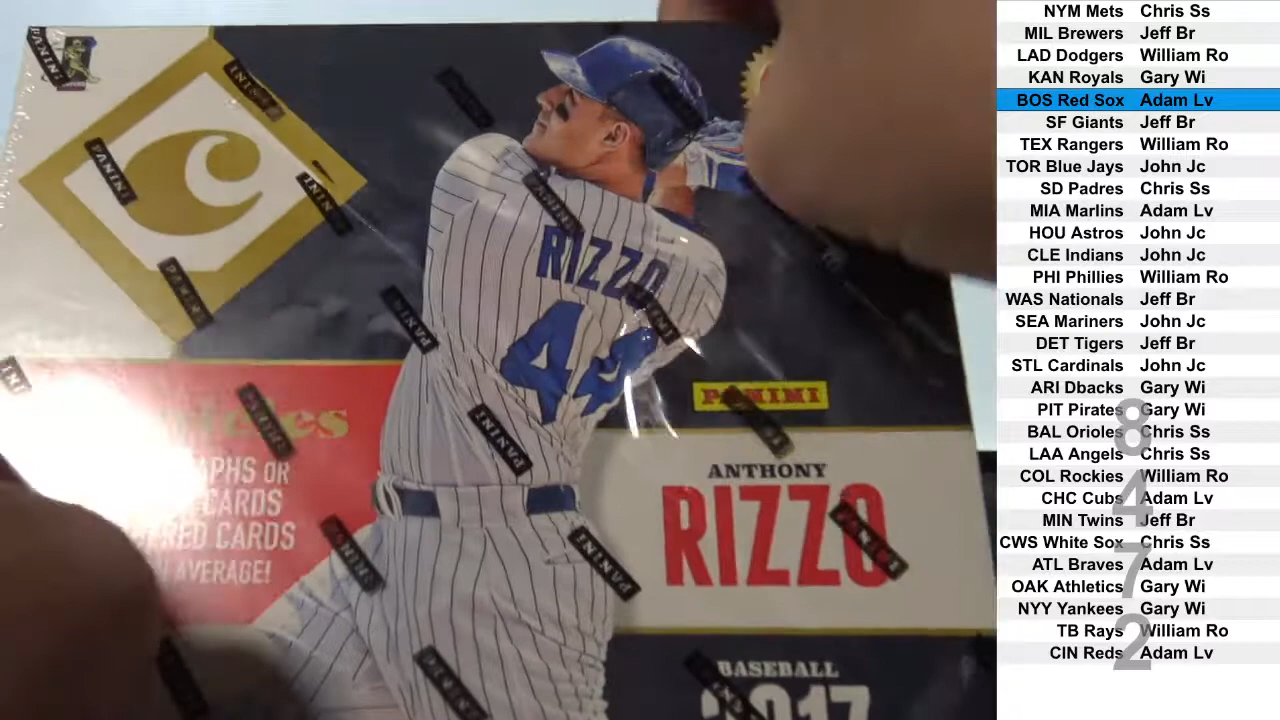 PANINI
RIZZO
44
PANINI
APHS OR
CARDS
RED CARDS
AVERAGE!
ANTHONY
RIZZO
BASEBALL
2017
NYM Mets Chris Ss
MIL Brewers Jeff Br
LAD Dodgers William Ro
KAN Royals Gary Wi
BOS Red Sox Adam Lv
SF Giants Jeff Br
TEX Rangers William Ro
TOR Blue Jays John Jc
SD Padres Chris Ss
MIA Marlins Adam Lv
HOU Astros John Jc
CLE Indians John Jc
PHI Phillies William Ro
WAS Nationals Jeff Br
SEA Mariners John Jc
DET Tigers Jeff Br
STL Cardinals John Jc
ARI Dbacks Gary Wi
PIT Pirates Gary Wi
BAL Orioles Chris Ss
LAA Angels Chris Ss
COL Rockies William Ro
CHC Cubs Adam Lv
MIN Twins Jeff Br
CWS White Sox Chris Ss
ATL Braves Adam Lv
OAK Athletics Gary Wi
NYY Yankees Gary Wi
TB Rays William Ro
CIN Reds Adam Lv
8
4
7
2